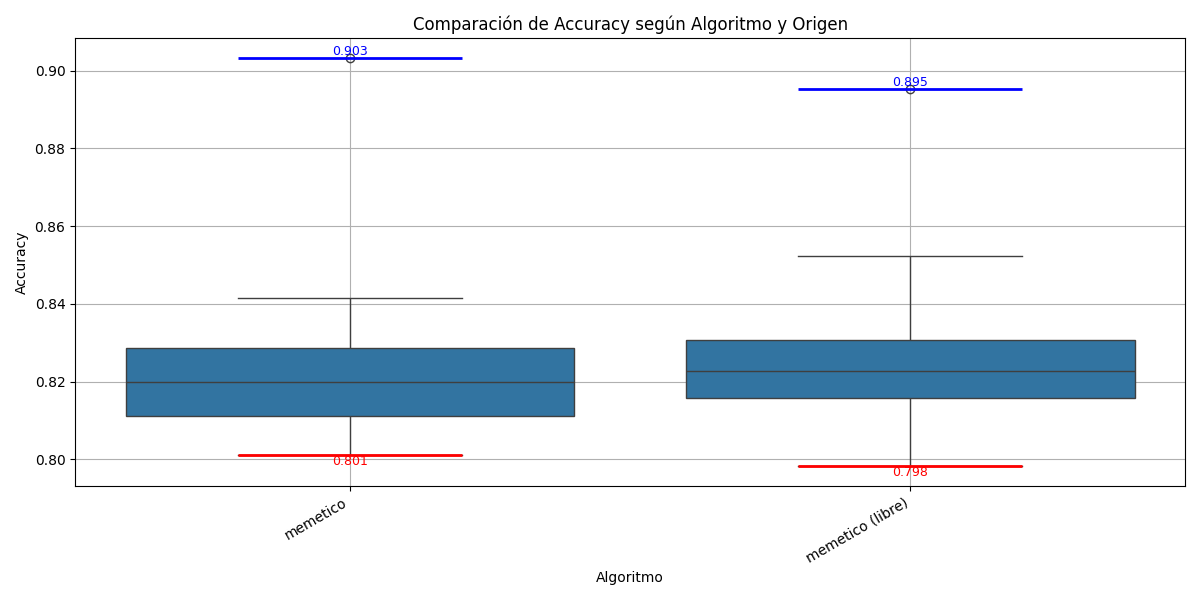 Comparación de Accuracy según Algoritmo y Origen
Accuracy
0.90
0.88
0.86
0.84
0.82
0.80
0.903
0.895
0.801
0.798
memetico
memetico (libre)
Algoritmo